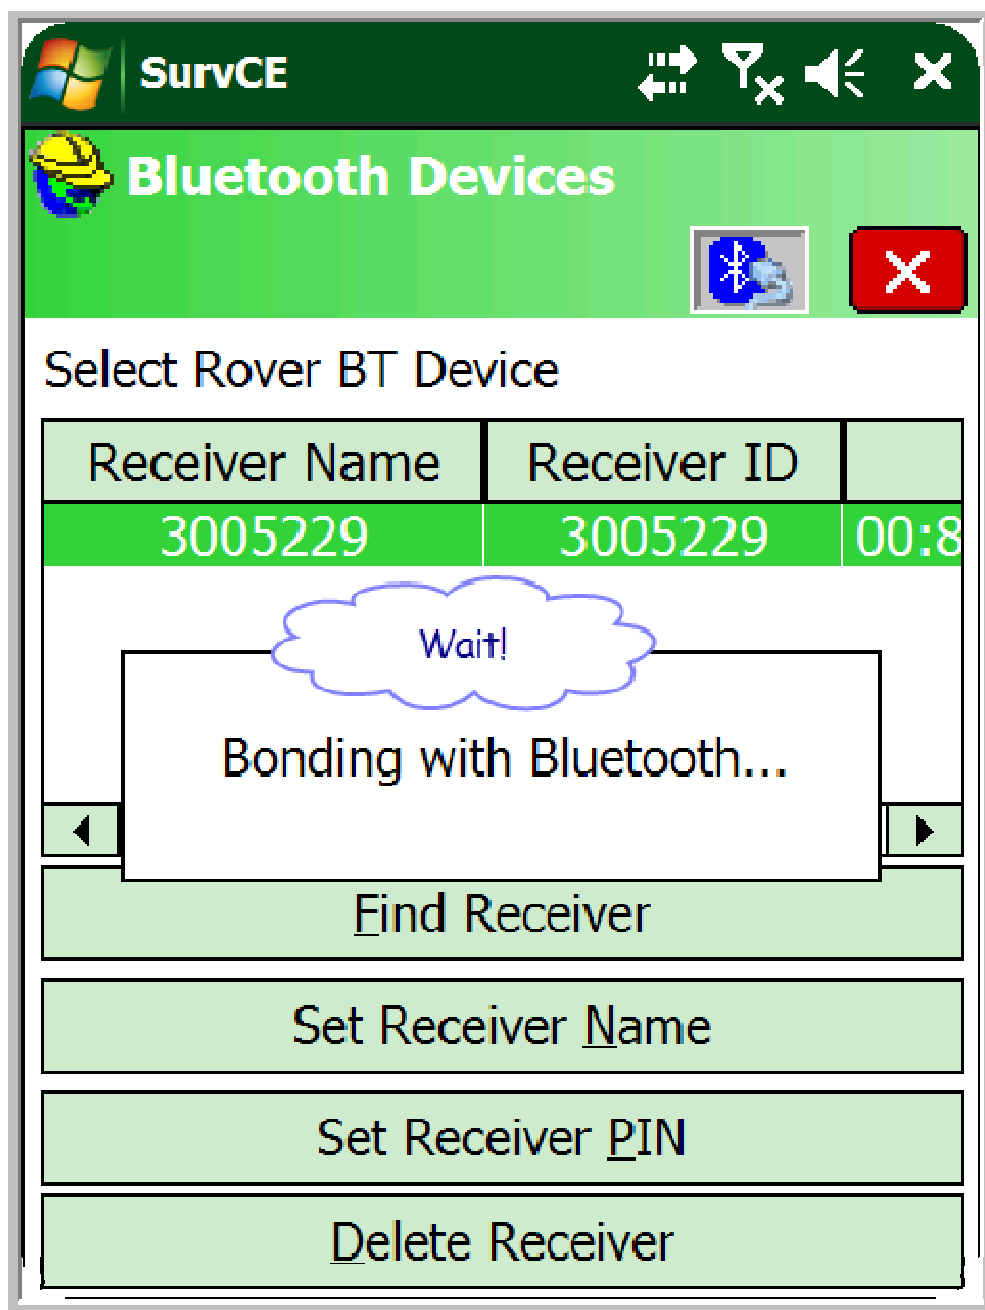 SurvCE
Bluetooth Devices
Select Rover BT Device
Receiver Name Receiver ID
3005229 3005229 00:8
Wait!
Bonding with Bluetooth...
Find Receiver
Set Receiver Name
Set Receiver PIN
Delete Receiver